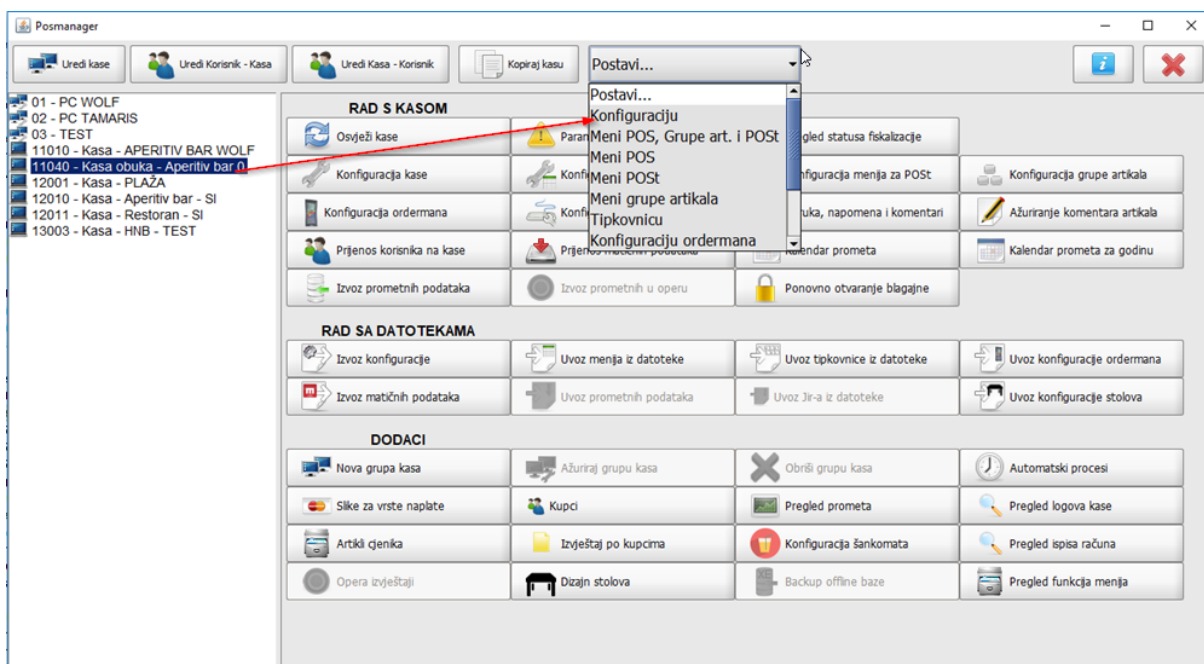 Posmanager
Uredi kase
Uredi Korisnik - Kasa
Uredi Kasa - Korisnik
Kopiraj kasu
Postavi...
01 - PC WOLF
02 - PC TAMARIS
03 - TEST
11010 - Kasa - APERITIV BAR WOLF
11040 - Kasa obuka - Aperitiv bar 0
12001 - Kasa - PLAŽA
12010 - Kasa - Aperitiv bar - SI
12011 - Kasa - Restoran - SI
13003 - Kasa - HNB - TEST
Postavi...
Konfiguraciju
Meni POS, Grupe art. i POSt
Meni POS
Meni POSt
Meni grupe artikala
Tipkovnicu
Konfiguraciju ordermana
RAD S KASOM
Osvježi kase
statusa fiskalizacije
Konfiguracija kase
menija za POSt
Konfiguracija grupe artikala
Konfiguracija ordermana
napomena i komentari
Ažuriranje komentara artikala
Prijenos korisnika na kase
Prijenos matičnih podataka
Kalendar prometa
Kalendar prometa za godinu
Izvoz prometnih podataka
Izvoz prometnih u operu
Ponovno otvaranje blagajne
RAD SA DATOTEKAMA
Izvoz konfiguracije
Uvoz menija iz datoteke
Uvoz tipkovnice iz datoteke
Uvoz konfiguracije ordermana
Izvoz matičnih podataka
Uvoz prometnih podataka
Uvoz Jir-a iz datoteke
Uvoz konfiguracije stolova
DODACI
Nova grupa kasa
Ažuriraj grupu kasa
Obriši grupu kasa
Automatski procesi
Slike za vrste naplate
Kupci
Pregled prometa
Pregled logova kase
Artikli cjenika
Izvještaj po kupcima
Konfiguracija šankomata
Pregled ispisa računa
Opera izvještaji
Dizajn stolova
Backup offline baze
Pregled funkcija menija